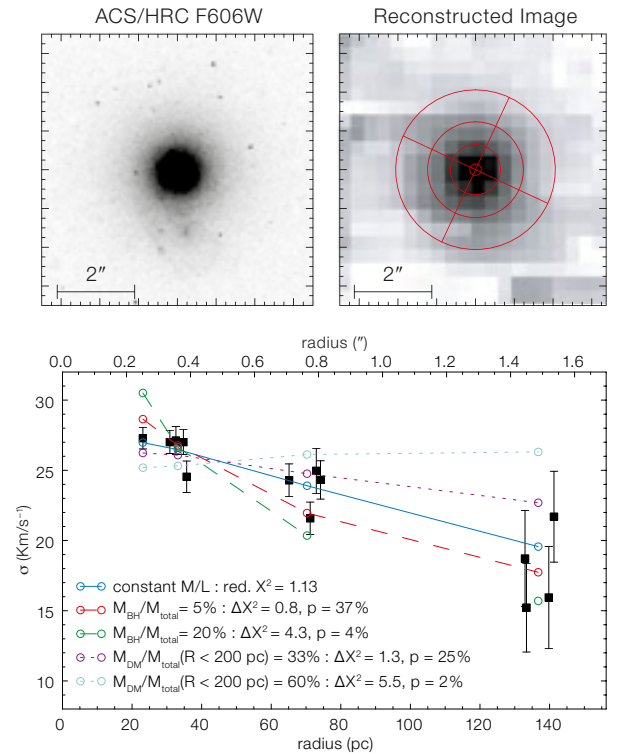 ACS/HRC F606W
Reconstructed Image
2″
2″
radius (″)
0.0 0.2 0.4 0.6 0.8 1.0 1.2 1.4 1.6
30
25
20
15
10
σ (Km/s⁻¹)
constant M/L : red. X² = 1.13
M_BH/M_total = 5% : ΔX² = 0.8, p = 37%
M_BH/M_total = 20% : ΔX² = 4.3, p = 4%
M_DM/M_total(R < 200 pc) = 33% : ΔX² = 1.3, p = 25%
M_DM/M_total(R < 200 pc) = 60% : ΔX² = 5.5, p = 2%
0 20 40 60 80 100 120 140 160
radius (pc)